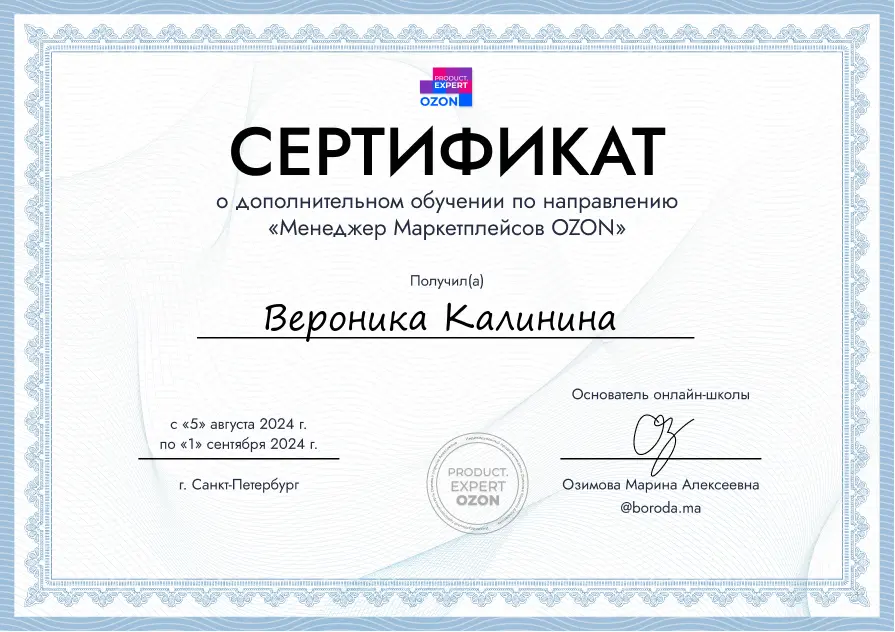 PRODUCT.
EXPERT
OZON
СЕРТИФИКАТ
о дополнительном обучении по направлению
«Менеджер Маркетплейсов OZON»
Получил(а)
Вероника Калинина
с «5» августа 2024 г.
по «1» сентября 2024 г.
г. Санкт-Петербург
PRODUCT.
EXPERT
OZON
Основатель онлайн-школы
Оз
Озимова Марина Алексеевна
@boroda.ma